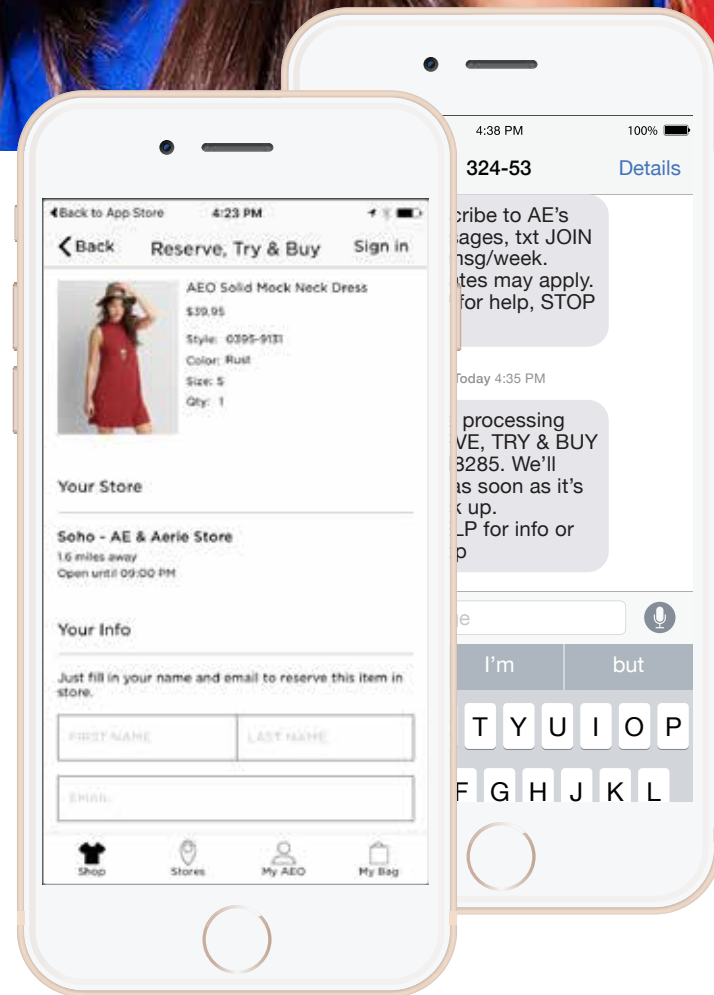 Back to App Store 4:23 PM
Back Reserve, Try & Buy Sign in
AEO Solid Mock Neck Dress
$39.95
Style: 0395-9131
Color: Rust
Size: S
Qty: 1
Your Store
Soho - AE & Aerie Store
1.6 miles away
Open until 09:00 PM
Your Info
Just fill in your name and email to reserve this item in
store.
FIRST NAME LAST NAME
EMAIL
Shop Stores My AEO My Bag
4:38 PM 100%
324-53 Details
cribe to AE's
sages, txt JOIN
msg/week.
tes may apply.
for help, STOP
Today 4:35 PM
processing
VE, TRY & BUY
8285. We'll
as soon as it's
k up.
LP for info or
p
e
I'm but
T Y U I O P
F G H J K L